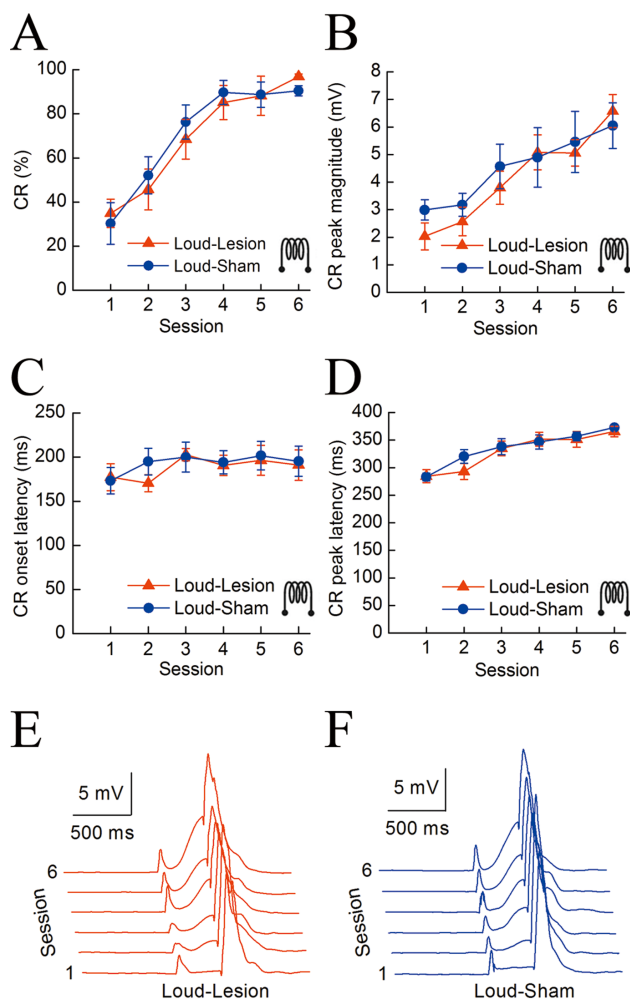 A
CR (%)
100
80
60
40
20
0
Loud-Lesion
Loud-Sham
1 2 3 4 5 6
Session
B
CR peak magnitude (mV)
8
7
6
5
4
3
2
1
0
Loud-Lesion
Loud-Sham
1 2 3 4 5 6
Session
C
CR onset latency (ms)
250
200
150
100
50
0
Loud-Lesion
Loud-Sham
1 2 3 4 5 6
Session
D
CR peak latency (ms)
400
350
300
250
200
150
100
50
0
Loud-Lesion
Loud-Sham
1 2 3 4 5 6
Session
E
5 mV
500 ms
6
Session
1
Loud-Lesion
F
5 mV
500 ms
6
Session
1
Loud-Sham